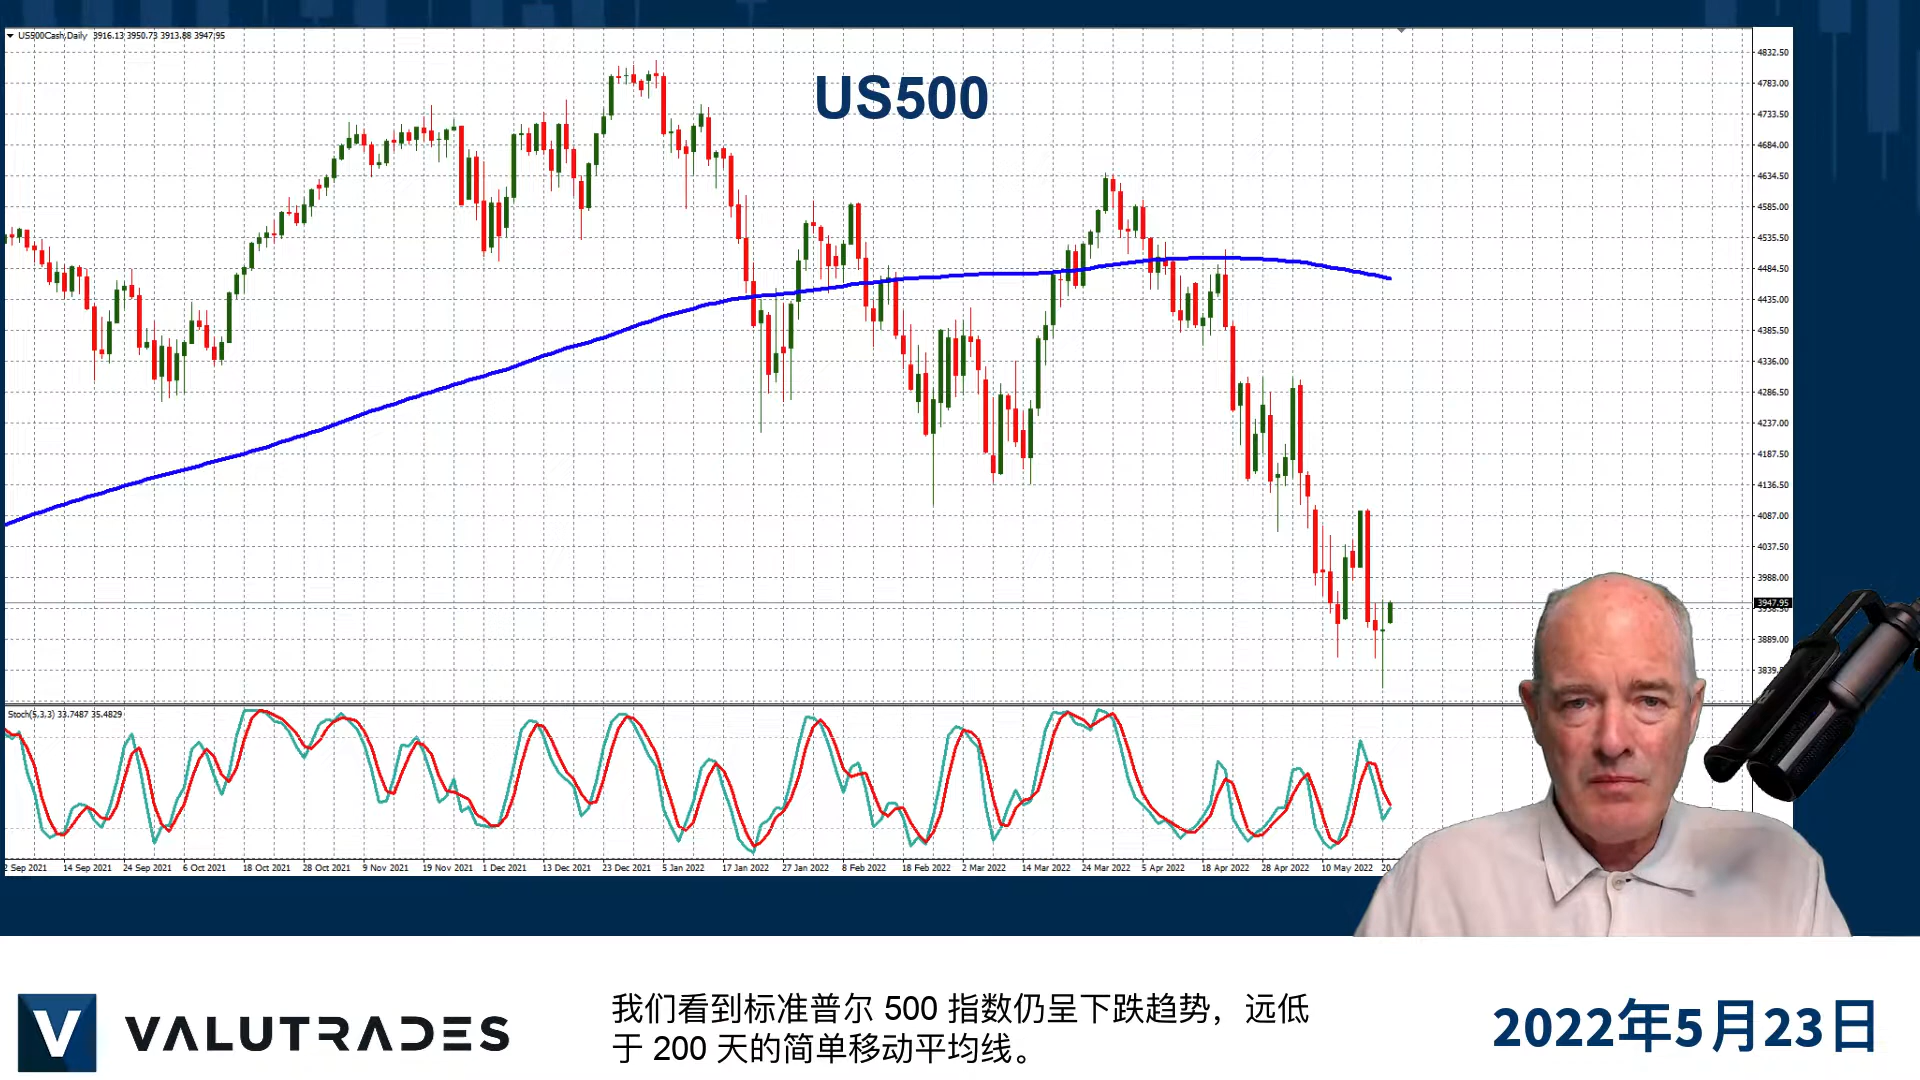 US500Cash,Daily 3916.13 3950.73 3913.88 3947.95
US500
4832.50
4783.00
4733.50
4684.00
4634.50
4585.00
4535.50
4484.50
4435.00
4385.50
4336.00
4286.50
4237.00
4187.50
4136.50
4087.00
4037.50
3988.00
3947.95
3889.00
Stoch(5,3,3) 33.7487 35.4829
2 Sep 2021 14 Sep 2021 24 Sep 2021 6 Oct 2021 18 Oct 2021 28 Oct 2021 9 Nov 2021 19 Nov 2021 1 Dec 2021 13 Dec 2021 23 Dec 2021 5 Jan 2022 17 Jan 2022 27 Jan 2022 8 Feb 2022 18 Feb 2022 2 Mar 2022 14 Mar 2022 24 Mar 2022 5 Apr 2022 18 Apr 2022 28 Apr 2022 10 May 2022
VALUTRADES
我们看到标准普尔 500 指数仍呈下跌趋势，远低
于 200 天的简单移动平均线。
2022年5月23日